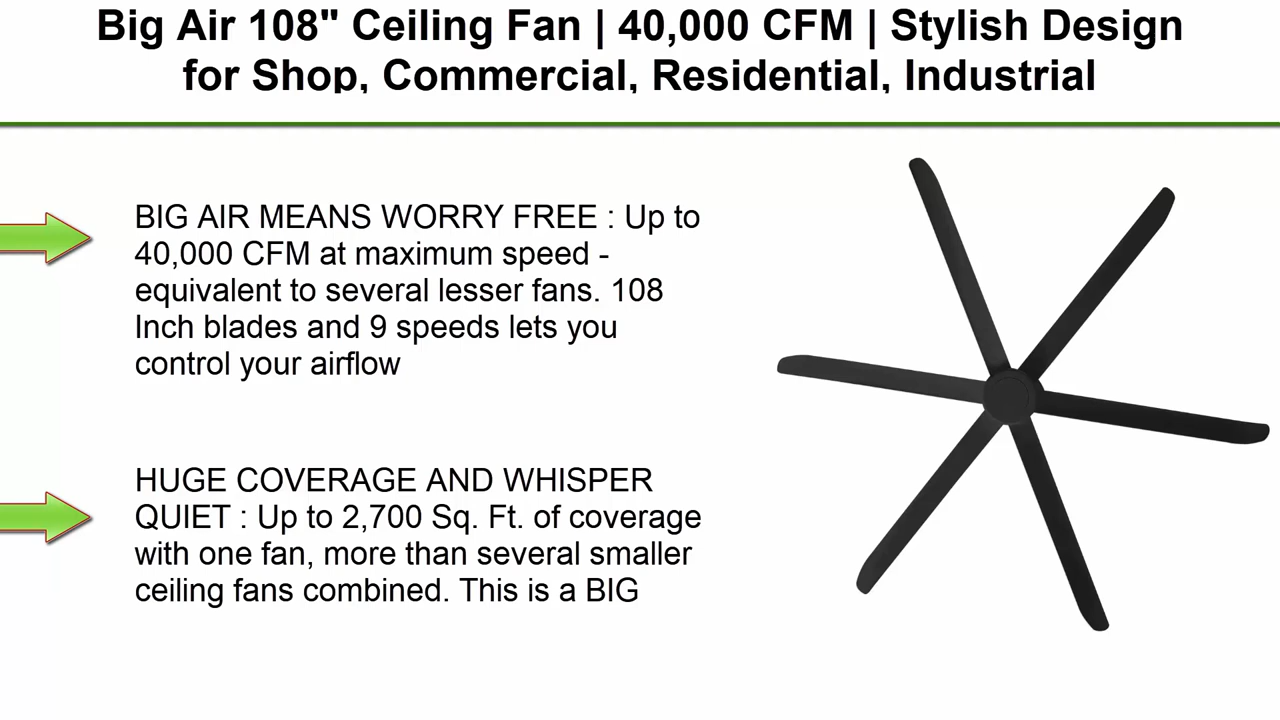 Big Air 108" Ceiling Fan | 40,000 CFM | Stylish Design
for Shop, Commercial, Residential, Industrial
BIG AIR MEANS WORRY FREE : Up to
40,000 CFM at maximum speed -
equivalent to several lesser fans. 108
Inch blades and 9 speeds lets you
control your airflow
HUGE COVERAGE AND WHISPER
QUIET : Up to 2,700 Sq. Ft. of coverage
with one fan, more than several smaller
ceiling fans combined. This is a BIG